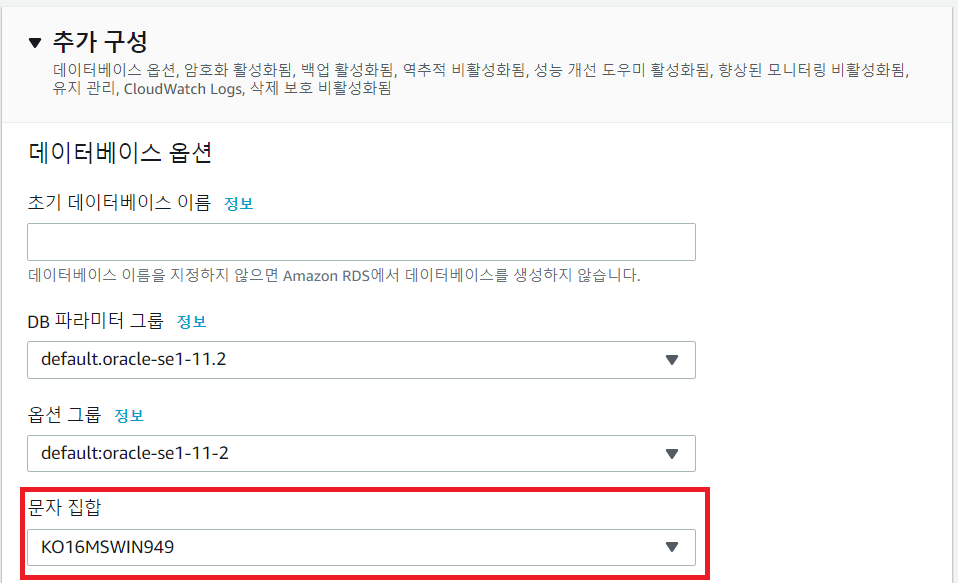 추가 구성
데이터베이스 옵션, 암호화 활성화됨, 백업 활성화됨, 역추적 비활성화됨, 성능 개선 도우미 활성화됨, 향상된 모니터링 비활성화됨,
유지 관리, CloudWatch Logs, 삭제 보호 비활성화됨
데이터베이스 옵션
초기 데이터베이스 이름 정보
데이터베이스 이름을 지정하지 않으면 Amazon RDS에서 데이터베이스를 생성하지 않습니다.
DB 파라미터 그룹 정보
default.oracle-se1-11.2
옵션 그룹 정보
default:oracle-se1-11-2
문자 집합
KO16MSWIN949